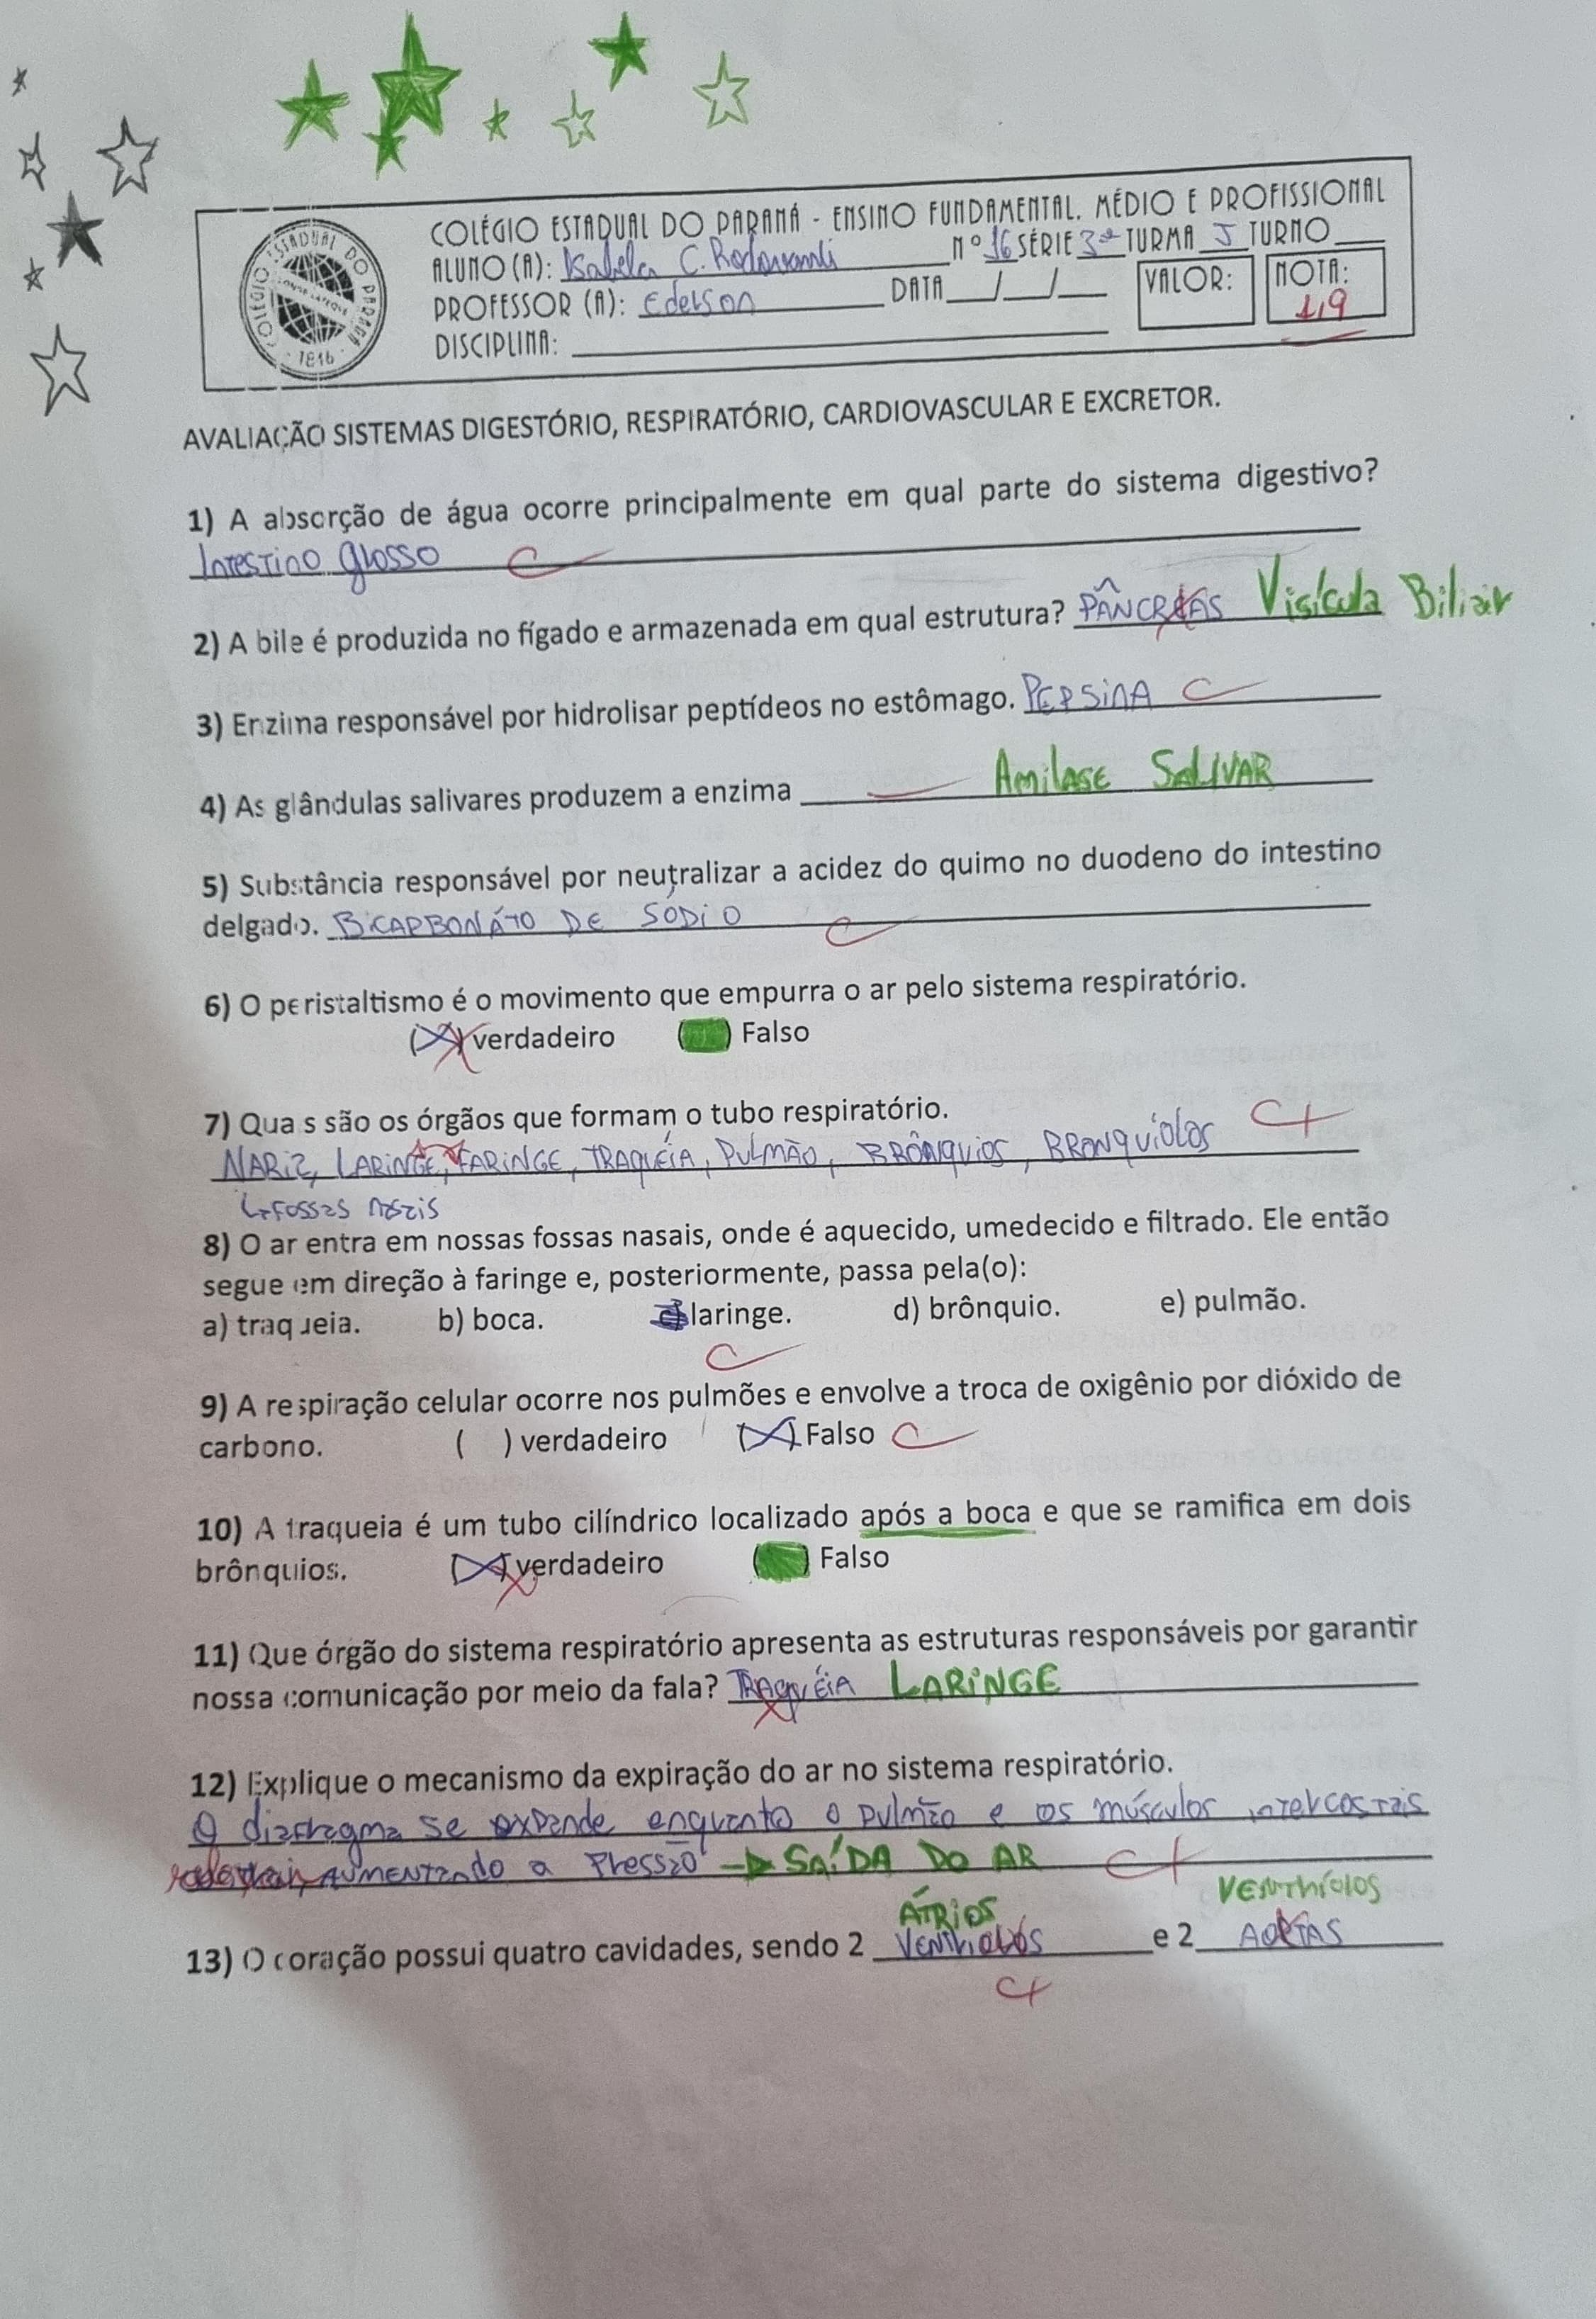 COLÉGIO ESTADUAL DO PARANÁ - ENSINO FUNDAMENTAL, MÉDIO E PROFISSIONAL
ALUNO(A): Isabela C. Nº 16 SÉRIE 3ª TURMA J TURNO
PROFESSOR (A): Ederson DATA / / VALOR: NOTA: 1,9
DISCIPLINA:
COLÉGIO ESTADUAL DO PARANÁ
1846
AVALIAÇÃO SISTEMAS DIGESTÓRIO, RESPIRATÓRIO, CARDIOVASCULAR E EXCRETOR.
1) A absorção de água ocorre principalmente em qual parte do sistema digestivo?
Intestino glosso C
2) A bile é produzida no fígado e armazenada em qual estrutura? PÂNCREAS Visícula Biliar
3) Enzima responsável por hidrolisar peptídeos no estômago. PEPSINA C
4) As glândulas salivares produzem a enzima Amilase SALIVAR
5) Substância responsável por neutralizar a acidez do quimo no duodeno do intestino
delgado. BICARBONÁTO DE SÓDIO C
6) O peristaltismo é o movimento que empurra o ar pelo sistema respiratório.
(X) verdadeiro ( ) Falso
7) Quais são os órgãos que formam o tubo respiratório.
NARIZ, LARINGE, FARINGE, TRAQUÉIA, PULMÃO, BRÔNQUIOS, BRONQUÍOLOS C+
↳ FOSSAS NASAIS
8) O ar entra em nossas fossas nasais, onde é aquecido, umedecido e filtrado. Ele então
segue em direção à faringe e, posteriormente, passa pela(o):
a) traqueia. b) boca. c) laringe. d) brônquio. e) pulmão.
C
9) A respiração celular ocorre nos pulmões e envolve a troca de oxigênio por dióxido de
carbono. ( ) verdadeiro (X) Falso C
10) A traqueia é um tubo cilíndrico localizado após a boca e que se ramifica em dois
brônquios. (X) verdadeiro ( ) Falso
11) Que órgão do sistema respiratório apresenta as estruturas responsáveis por garantir
nossa comunicação por meio da fala? TRAQUÉIA LARINGE
12) Explique o mecanismo da expiração do ar no sistema respiratório.
O diafragma se expande enquanto o pulmão e os músculos intercostais
aumentando a pressão → SAÍDA DO AR C+
ÁTRIOS VENTRÍOLOS
13) O coração possui quatro cavidades, sendo 2 VENTRIOLOS e 2 AORTAS
C+